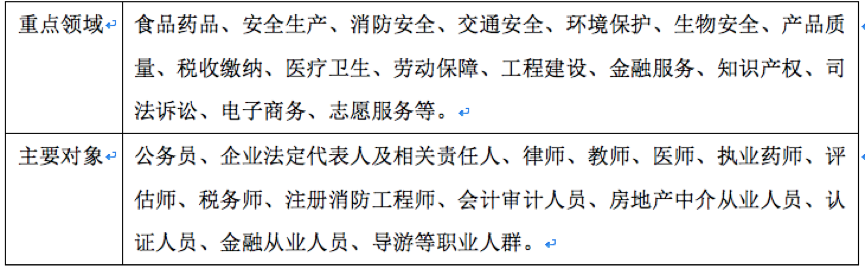 重点领域 食品药品、安全生产、消防安全、交通安全、环境保护、生物安全、产品质
量、税收缴纳、医疗卫生、劳动保障、工程建设、金融服务、知识产权、司
法诉讼、电子商务、志愿服务等。
主要对象 公务员、企业法定代表人及相关责任人、律师、教师、医师、执业药师、评
估师、税务师、注册消防工程师、会计审计人员、房地产中介从业人员、认
证人员、金融从业人员、导游等职业人群。